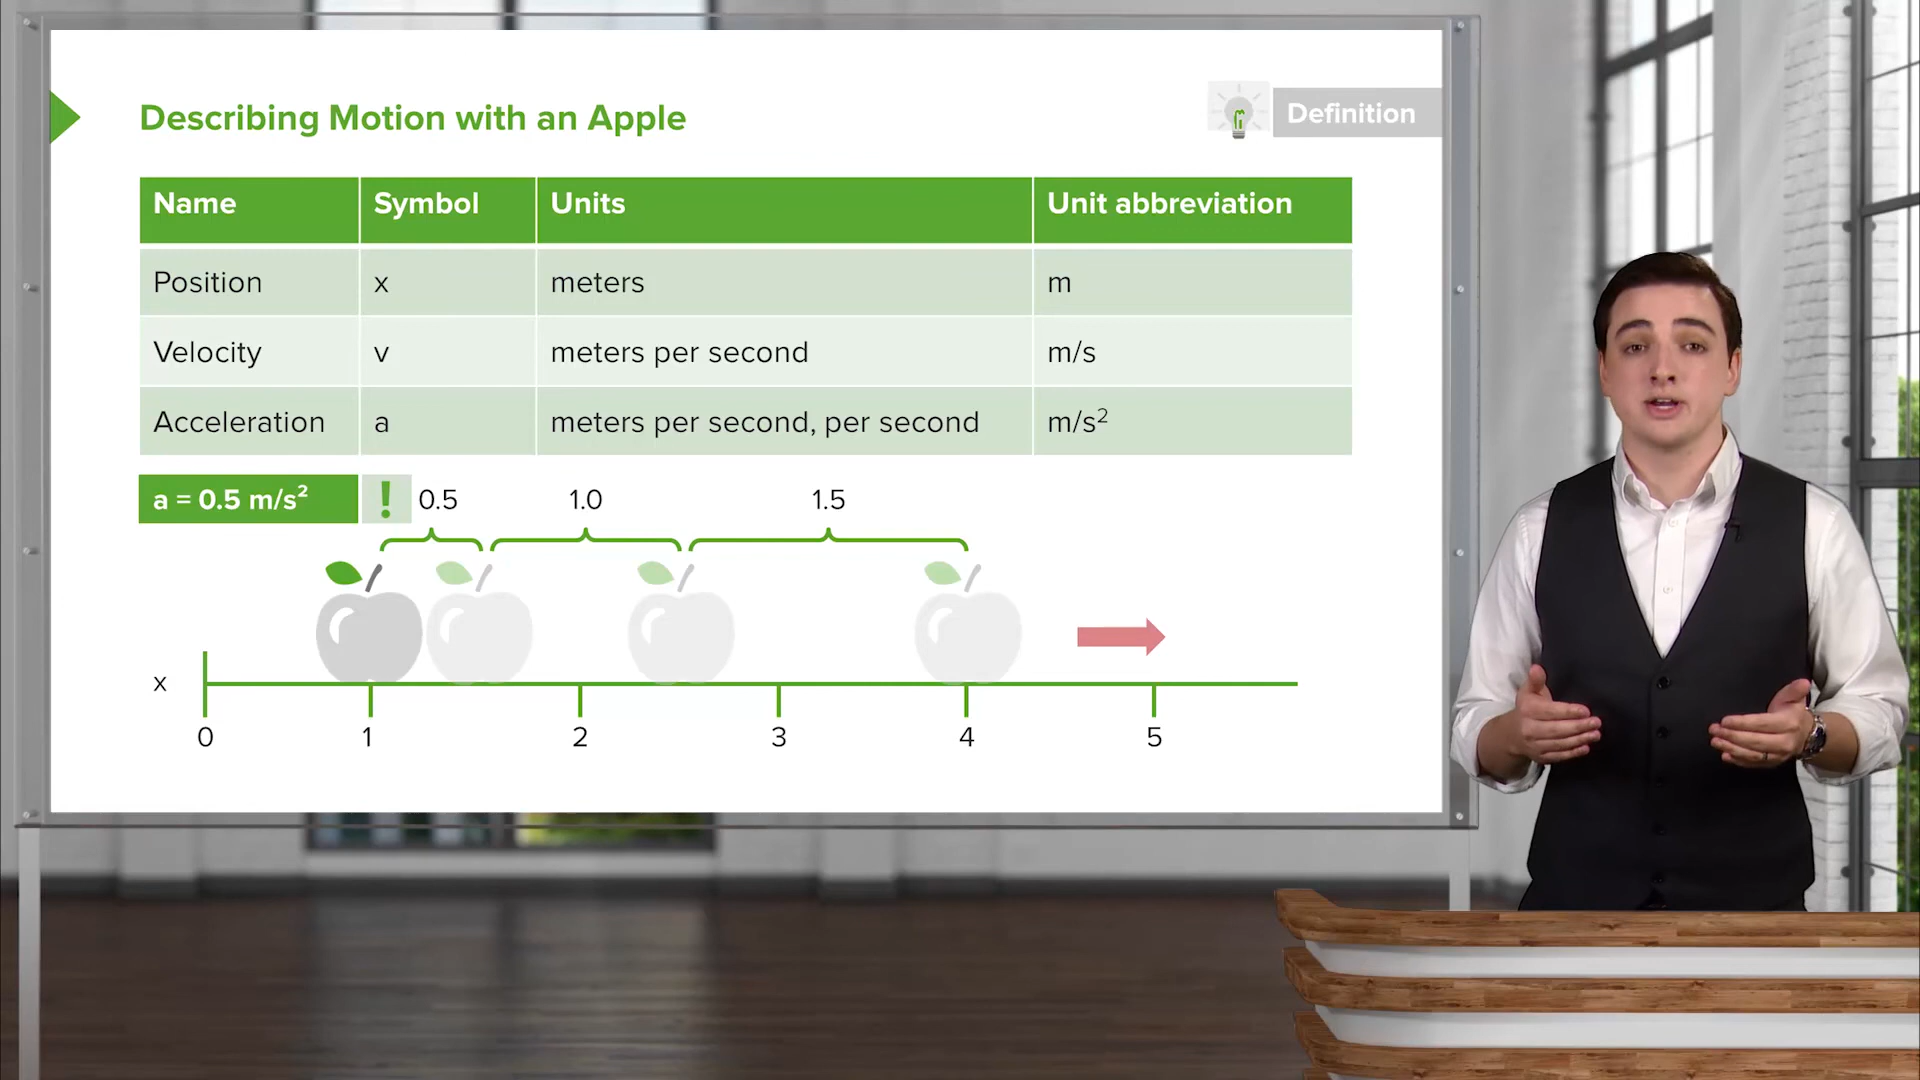 Describing Motion with an Apple
Definition
Name Symbol Units Unit abbreviation
Position x meters m
Velocity v meters per second m/s
Acceleration a meters per second, per second m/s²
a = 0.5 m/s² ! 0.5 1.0 1.5
x
0 1 2 3 4 5